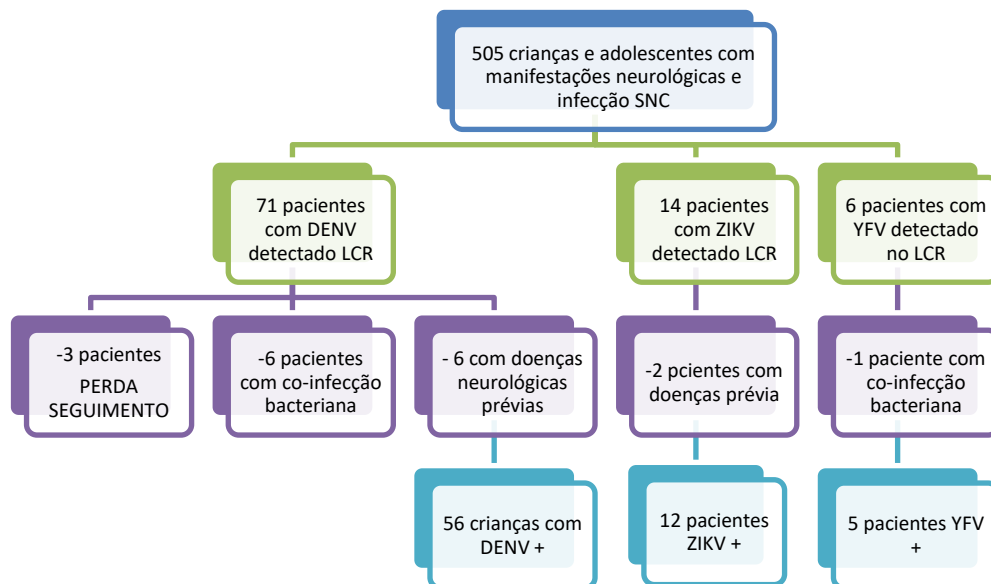 505 crianças e adolescentes com
manifestações neurológicas e
infecção SNC
71 pacientes
com DENV
detectado LCR
14 pacientes
com ZIKV
detectado LCR
6 pacientes com
YFV detectado
no LCR
-3 pacientes
PERDA
SEGUIMENTO
-6 pacientes
com co-infecção
bacteriana
- 6 com doenças
neurológicas
prévias
-2 pcientes com
doenças prévia
-1 paciente com
co-infecção
bacteriana
56 crianças com
DENV +
12 pacientes
ZIKV +
5 pacientes YFV
+